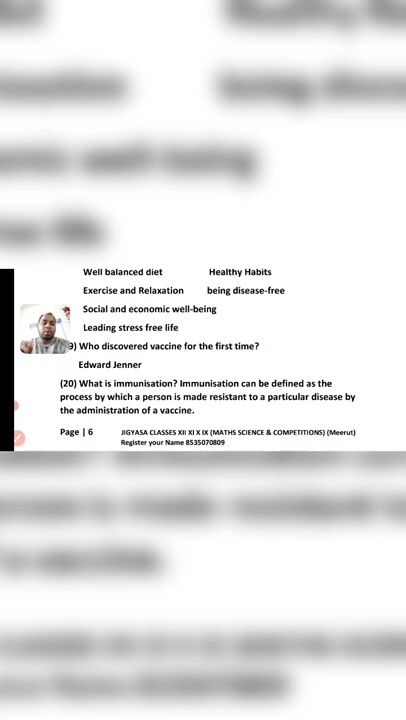 Well balanced diet Healthy Habits
Exercise and Relaxation being disease-free
Social and economic well-being
Leading stress free life
9) Who discovered vaccine for the first time?
Edward Jenner
(20) What is immunisation? Immunisation can be defined as the
process by which a person is made resistant to a particular disease by
the administration of a vaccine.
Page | 6 JIGYASA CLASSES XII XI X IX (MATHS SCIENCE & COMPETITIONS) (Meerut)
Register your Name 8535070809